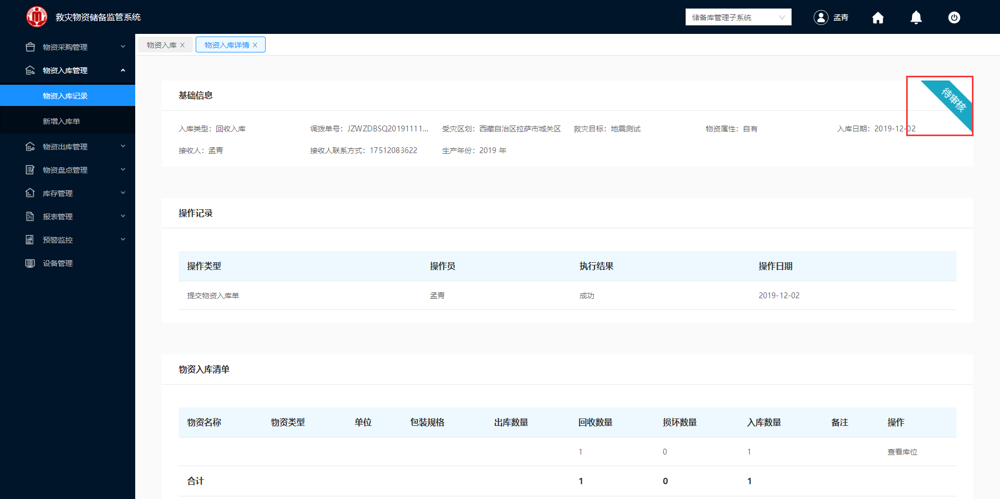 救灾物资储备监管系统
储备库管理子系统
孟青
物资采购管理
物资入库管理
物资入库记录
新增入库单
物资出库管理
物资盘点管理
库存管理
报表管理
预警监控
设备管理
物资入库 X
物资入库详情 X
待审核
基础信息
入库类型：回收入库 调拨单号：JZWZDBSQ20191111... 受灾区划：西藏自治区拉萨市城关区 救灾目标：地震测试 物资属性：自有 入库日期：2019-12-02
接收人：孟青 接收人联系方式：17512083622 生产年份：2019 年
操作记录
操作类型 操作员 执行结果 操作日期
提交物资入库单 孟青 成功 2019-12-02
物资入库清单
物资名称 物资类型 单位 包装规格 出库数量 回收数量 损坏数量 入库数量 备注 操作
1 0 1 查看库位
合计 1 0 1